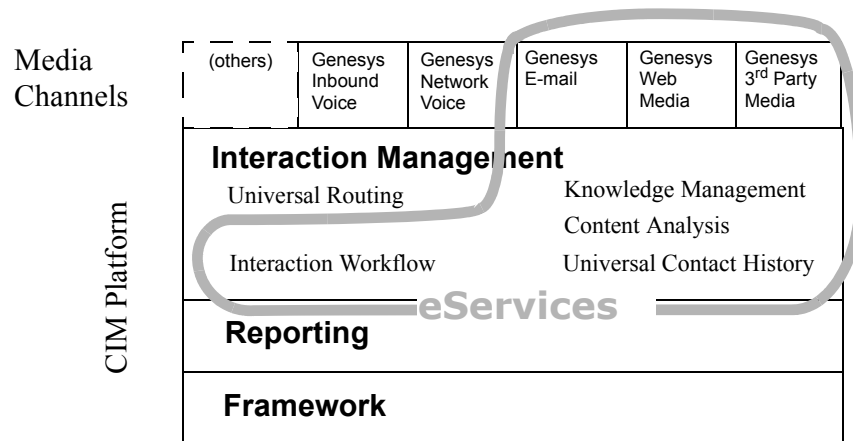 Media
Channels
(others)
Genesys
Inbound
Voice
Genesys
Network
Voice
Genesys
E-mail
Genesys
Web
Media
Genesys
3rd Party
Media
CIM Platform
Interaction Management
Universal Routing
Knowledge Management
Content Analysis
Interaction Workflow
Universal Contact History
eServices
Reporting
Framework